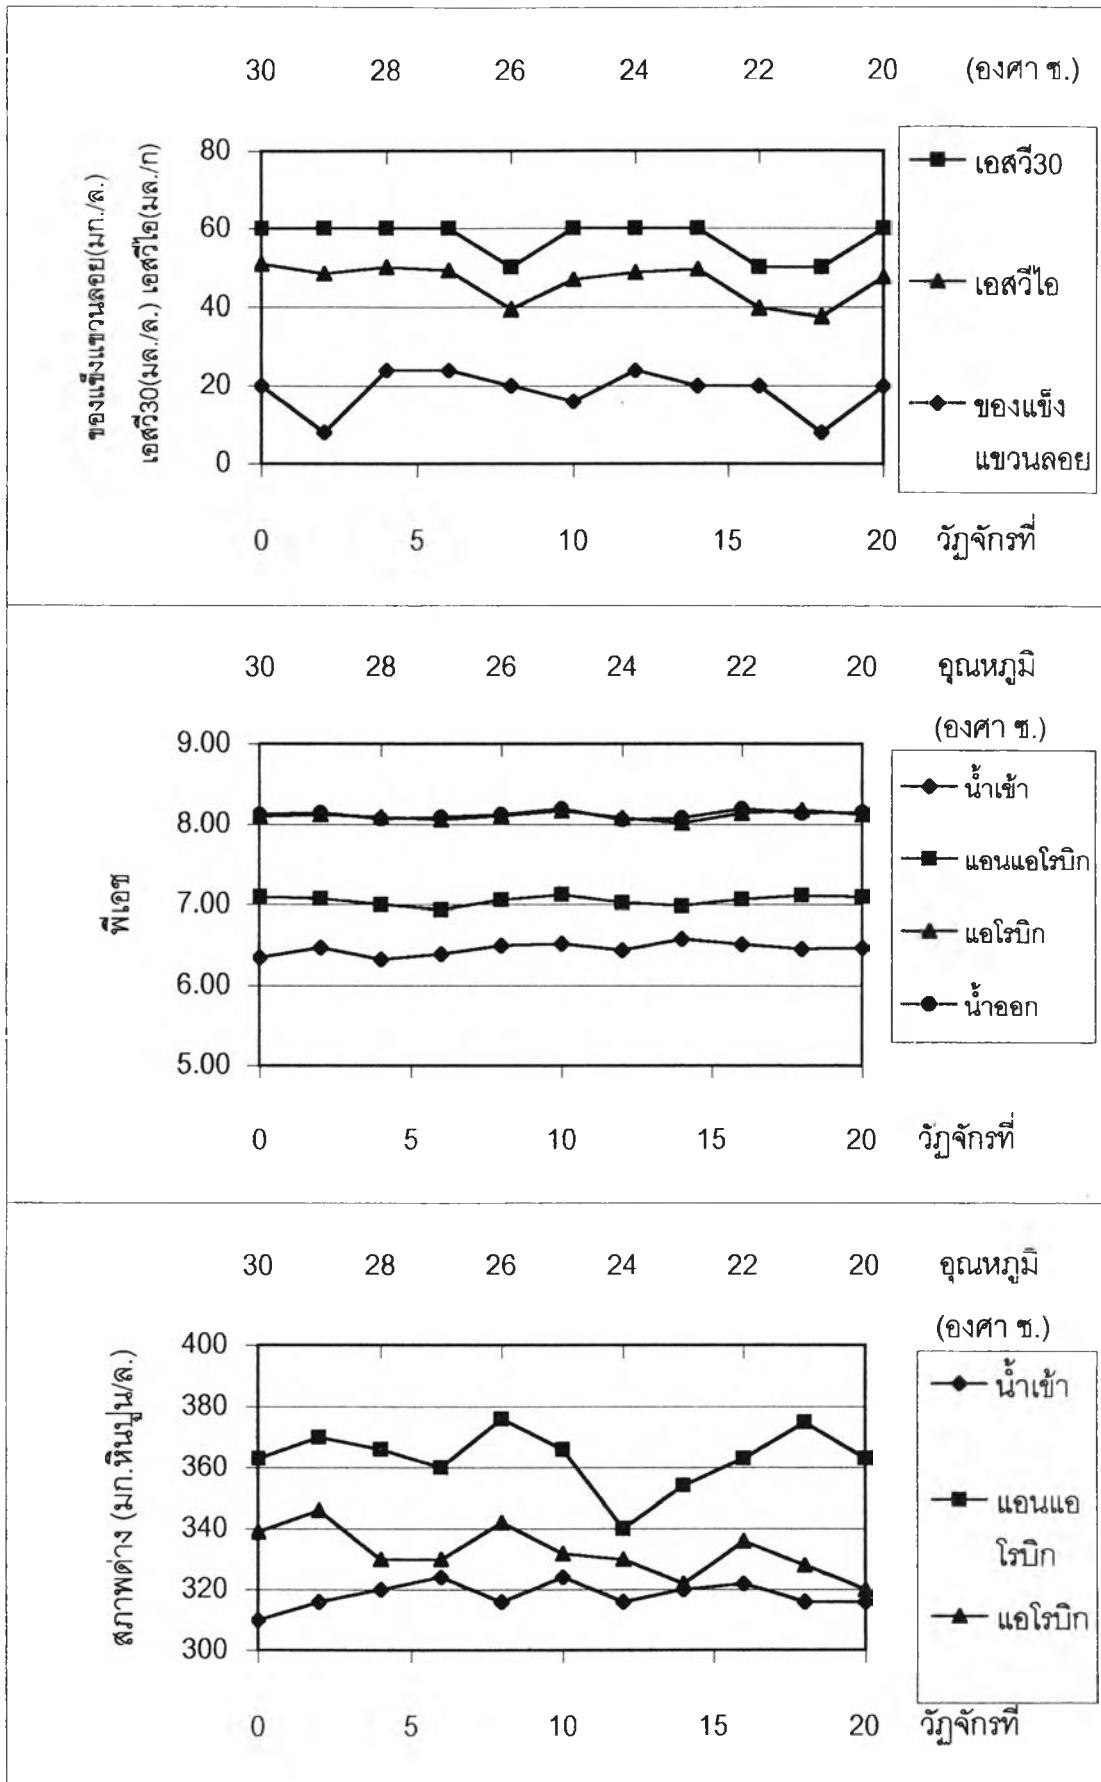 30 28 26 24 22 20 (องศา ซ.)
ของแข็งแขวนลอย(มก./ล.)
เอสวี30(มล./ล.) เอสวีไอ(มล./ก)
80
60
40
20
0
เอสวี30
เอสวีไอ
ของแข็ง
แขวนลอย
0 5 10 15 20 วัฏจักรที่
30 28 26 24 22 20 อุณหภูมิ
(องศา ซ.)
พีเอช
9.00
8.00
7.00
6.00
5.00
น้ำเข้า
แอนแอโรบิก
แอโรบิก
น้ำออก
0 5 10 15 20 วัฏจักรที่
30 28 26 24 22 20 อุณหภูมิ
(องศา ซ.)
สภาพด่าง (มก.หินปูน/ล.)
400
380
360
340
320
300
น้ำเข้า
แอนแอ
โรบิก
แอโรบิก
0 5 10 15 20 วัฏจักรที่